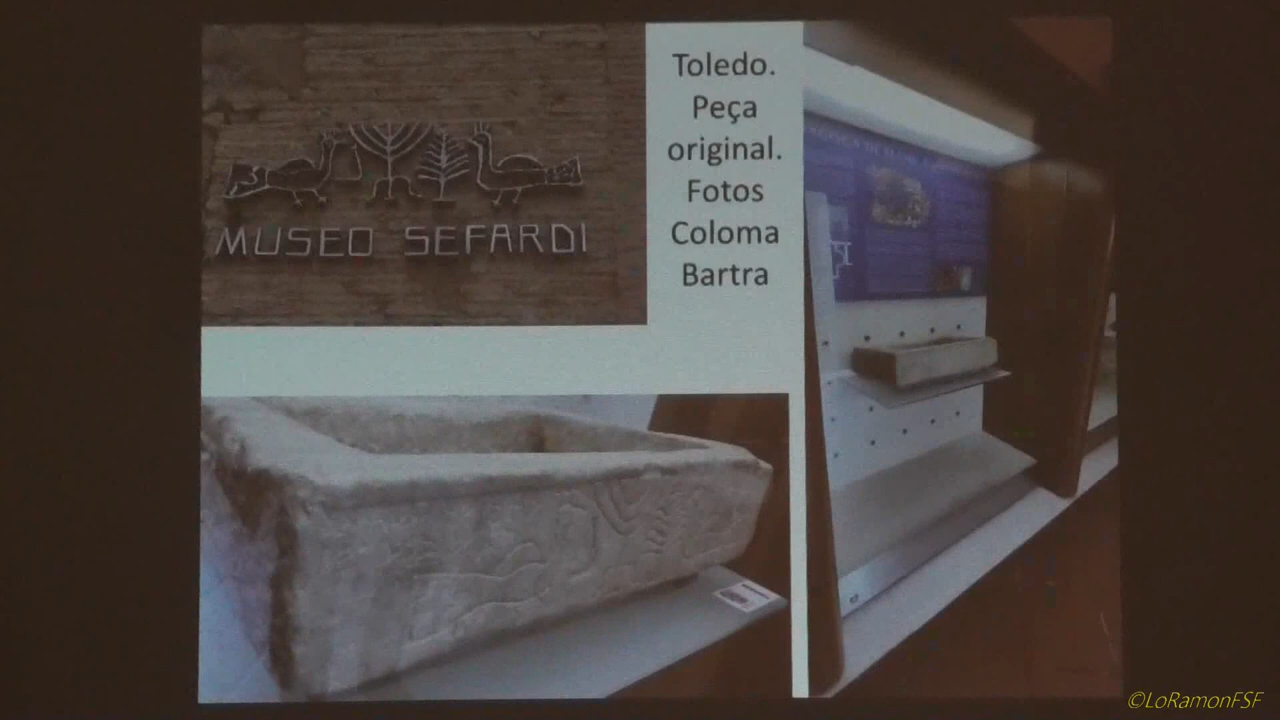 MUSEO SEFARDI
Toledo.
Peça
original.
Fotos
Coloma
Bartra
©LoRamonFSF